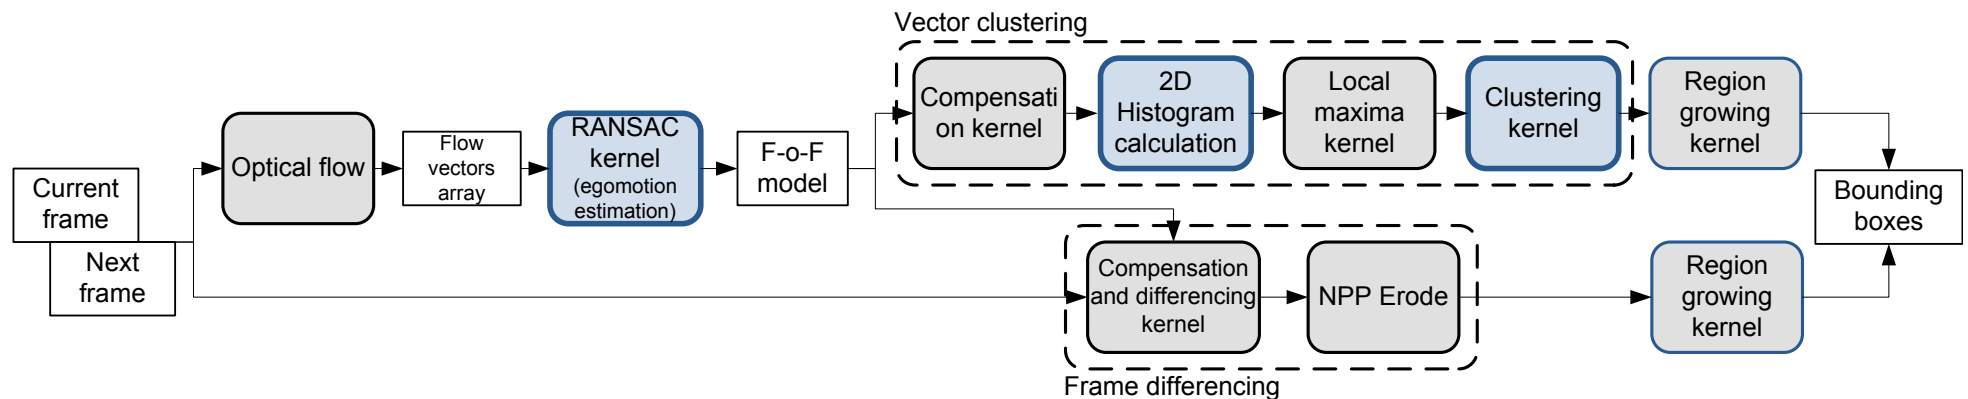 Vector clustering
Current
frame
Next
frame
Optical flow
Flow
vectors
array
RANSAC
kernel
(egomotion
estimation)
F-o-F
model
Compensati
on kernel
2D
Histogram
calculation
Local
maxima
kernel
Clustering
kernel
Region
growing
kernel
Compensation
and differencing
kernel
NPP Erode
Region
growing
kernel
Bounding
boxes
Frame differencing